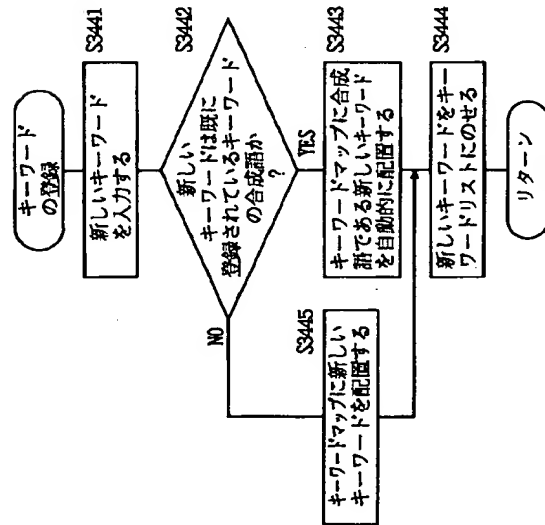 キーワード
の登録
S3441
新しいキーワード
を入力する
S3442
新しい
キーワードは既に
登録されているキーワード
の合成語か
?
NO
YES
S3443
キーワードマップに合成
語である新しいキーワード
を自動的に配置する
S3445
キーワードマップに新しい
キーワードを配置する
S3444
新しいキーワードをキー
ワードリストにのせる
リターン